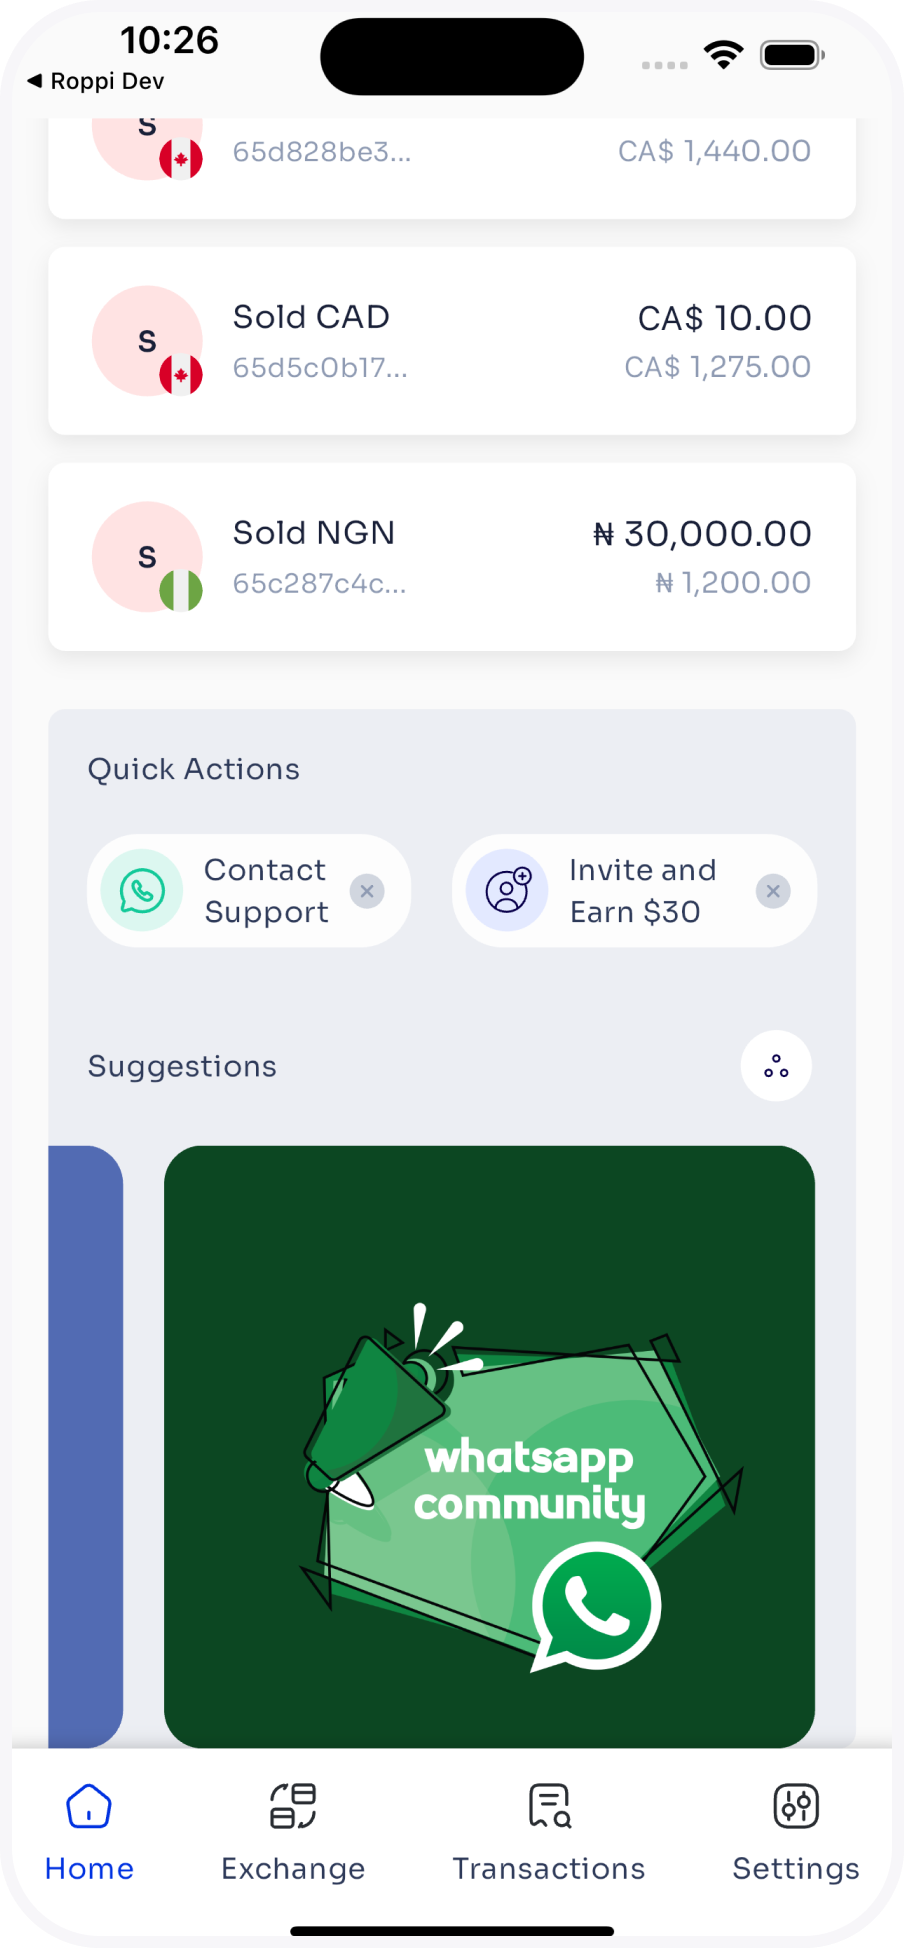 10:26
◀ Roppi Dev
S
65d828be3...
CA$ 1,440.00
S
Sold CAD
CA$ 10.00
65d5c0b17...
CA$ 1,275.00
S
Sold NGN
₦ 30,000.00
65c287c4c...
₦ 1,200.00
Quick Actions
Contact
Support
Invite and
Earn $30
Suggestions
whatsapp
community
Home
Exchange
Transactions
Settings